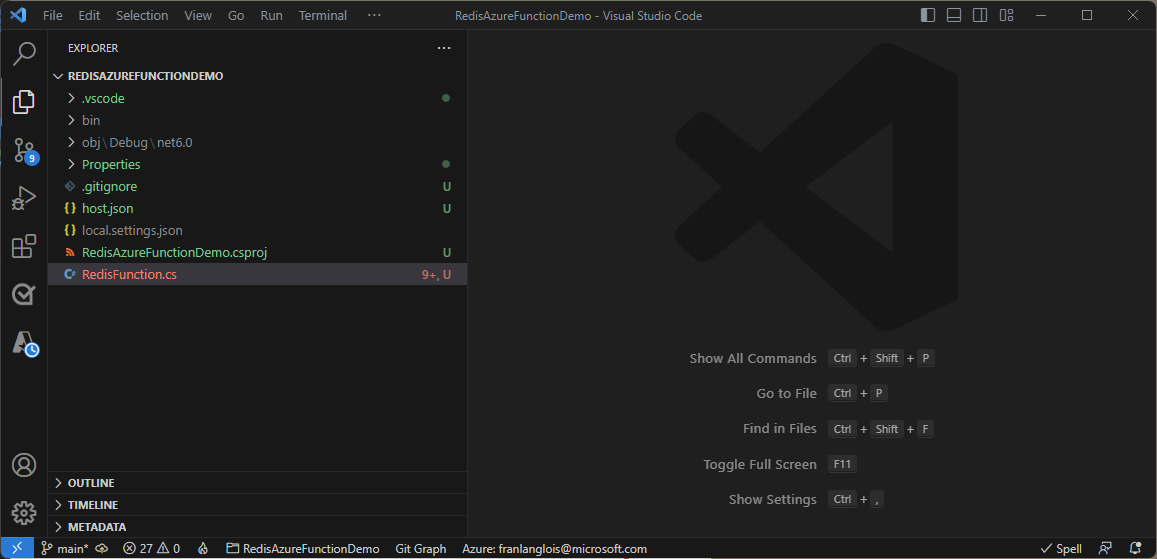 File Edit Selection View Go Run Terminal ··· RedisAzureFunctionDemo - Visual Studio Code
EXPLORER ···
REDISAZUREFUNCTIONDEMO
.vscode
bin
obj\Debug\net6.0
Properties
.gitignore U
{} host.json U
{} local.settings.json
RedisAzureFunctionDemo.csproj U
C# RedisFunction.cs 9+, U
9
Show All Commands Ctrl + Shift + P
Go to File Ctrl + P
Find in Files Ctrl + Shift + F
Toggle Full Screen F11
Show Settings Ctrl + ,
OUTLINE
TIMELINE
METADATA
main* 27 0 RedisAzureFunctionDemo Git Graph Azure: franlanglois@microsoft.com Spell